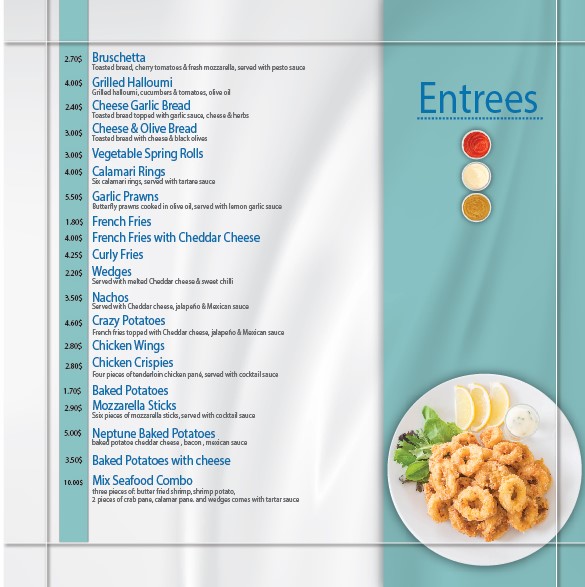 Entrees
2.70$ Bruschetta
Toasted bread, cherry tomatoes & fresh mozzarella, served with pesto sauce
4.00$ Grilled Halloumi
Grilled halloumi, cucumbers & tomatoes, olive oil
2.40$ Cheese Garlic Bread
Toasted bread topped with garlic sauce, cheese & herbs
3.00$ Cheese & Olive Bread
Toasted bread with cheese & black olives
3.00$ Vegetable Spring Rolls
4.00$ Calamari Rings
Six calamari rings, served with tartare sauce
5.50$ Garlic Prawns
Butterfly prawns cooked in olive oil, served with lemon garlic sauce
1.80$ French Fries
4.00$ French Fries with Cheddar Cheese
4.25$ Curly Fries
2.20$ Wedges
Served with melted Cheddar cheese & sweet chilli
3.50$ Nachos
Served with Cheddar cheese, jalapeño & Mexican sauce
4.60$ Crazy Potatoes
French fries topped with Cheddar cheese, jalapeño & Mexican sauce
2.80$ Chicken Wings
2.80$ Chicken Crispies
Four pieces of tenderloin chicken pané, served with cocktail sauce
1.70$ Baked Potatoes
2.90$ Mozzarella Sticks
Ssix pieces of mozzarella sticks, served with cocktail sauce
5.00$ Neptune Baked Potatoes
baked potatoe cheddar cheese , bacon , mexican sauce
3.50$ Baked Potatoes with cheese
10.00$ Mix Seafood Combo
three pieces of: butter fried shrimp, shrimp potato,
2 pieces of crab pane, calamar pane. and wedges comes with tartar sauce